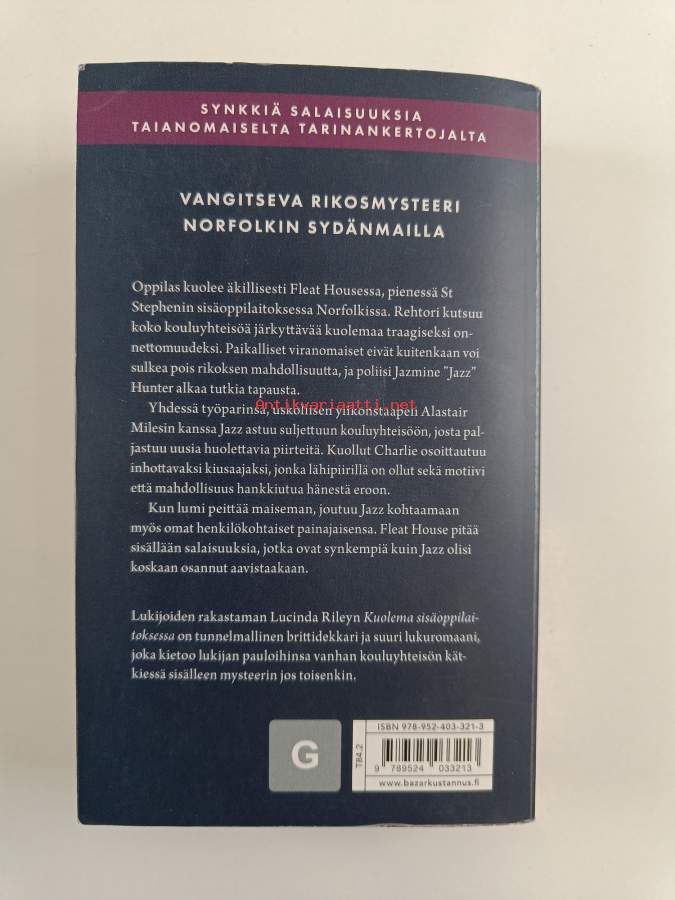 SYNKKIÄ SALAISUUKSIA
TAIANOMAISELTA TARINANKERTOJALTA
VANGITSEVA RIKOSMYSTEERI
NORFOLKIN SYDÄNMAILLA
Oppilas kuolee äkillisesti Fleat Housessa, pienessä St
Stephenin sisäoppilaitoksessa Norfolkissa. Rehtori kutsuu
koko kouluyhteisöä järkyttävää kuolemaa traagiseksi on-
nettomuudeksi. Paikalliset viranomaiset eivät kuitenkaan voi
sulkea pois rikoksen mahdollisuutta, ja poliisi Jazmine "Jazz"
Hunter alkaa tutkia tapausta.
Antikvariaatti.net
Yhdessä työparinsa, uskollisen ylikonstaapeli Alastair
Milesin kanssa Jazz astuu suljettuun kouluyhteisöön, josta pal-
jastuu uusia huolettavia piirteitä. Kuollut Charlie osoittautuu
inhottavaksi kiusaajaksi, jonka lähipiirillä on ollut sekä motiivi
että mahdollisuus hankkiutua hänestä eroon.
Kun lumi peittää maiseman, joutuu Jazz kohtaamaan
myös omat henkilökohtaiset painajaisensa. Fleat House pitää
sisällään salaisuuksia, jotka ovat synkempiä kuin Jazz olisi
koskaan osannut aavistaakaan.
Lukijoiden rakastaman Lucinda Rileyn Kuolema sisäoppilai-
toksessa on tunnelmallinen brittidekkari ja suuri lukuromaani,
joka kietoo lukijan pauloihinsa vanhan kouluyhteisön kät-
kiessä sisälleen mysteerin jos toisenkin.
G
T84.2
ISBN 978-952-403-321-3
9 789524 033213
www.bazarkustannus.fi